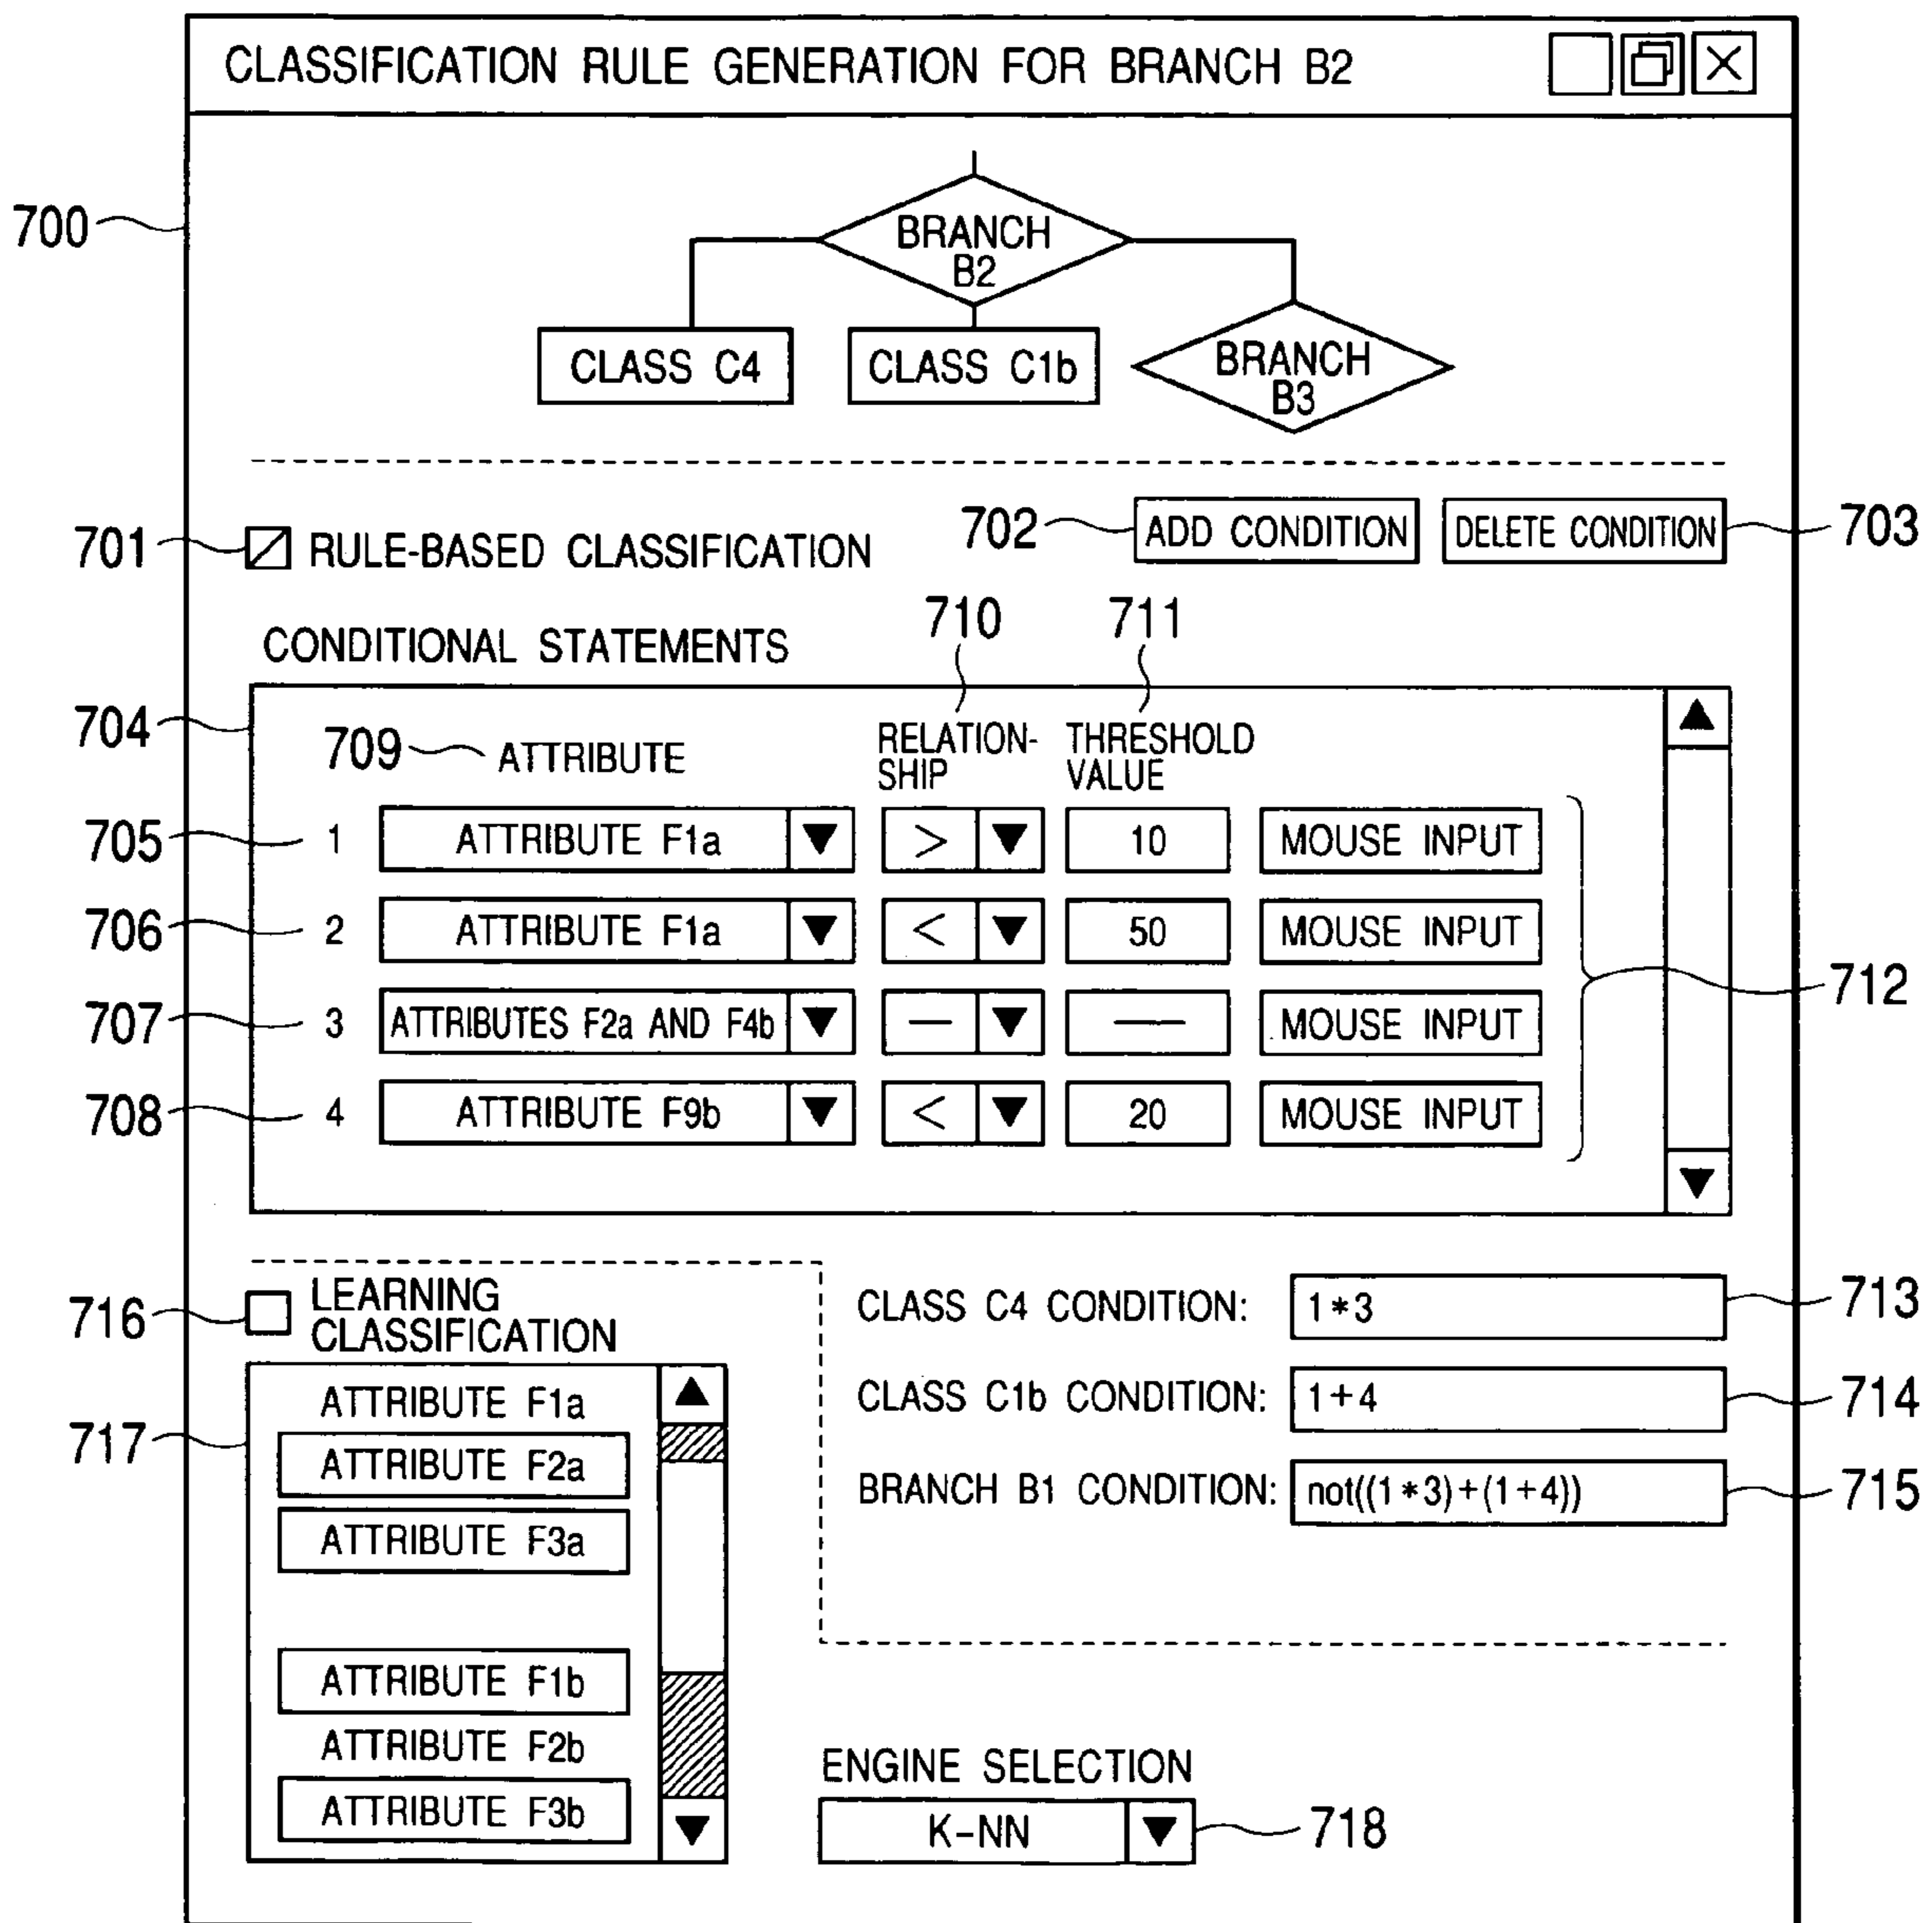 CLASSIFICATION RULE GENERATION FOR BRANCH B2
700
BRANCH
B2
CLASS C4
CLASS C1b
BRANCH
B3
701
RULE-BASED CLASSIFICATION
702
ADD CONDITION
DELETE CONDITION
703
CONDITIONAL STATEMENTS
710
711
704
709
ATTRIBUTE
RELATION-
SHIP
THRESHOLD
VALUE
705 1 ATTRIBUTE F1a ▼ > ▼ 10 MOUSE INPUT
706 2 ATTRIBUTE F1a ▼ < ▼ 50 MOUSE INPUT
712
707 3 ATTRIBUTES F2a AND F4b ▼ — ▼ — MOUSE INPUT
708 4 ATTRIBUTE F9b ▼ < ▼ 20 MOUSE INPUT
716
LEARNING
CLASSIFICATION
717
ATTRIBUTE F1a
ATTRIBUTE F2a
ATTRIBUTE F3a
ATTRIBUTE F1b
ATTRIBUTE F2b
ATTRIBUTE F3b
CLASS C4 CONDITION: 1*3 713
CLASS C1b CONDITION: 1+4 714
BRANCH B1 CONDITION: not((1*3)+(1+4)) 715
ENGINE SELECTION
K-NN ▼ 718